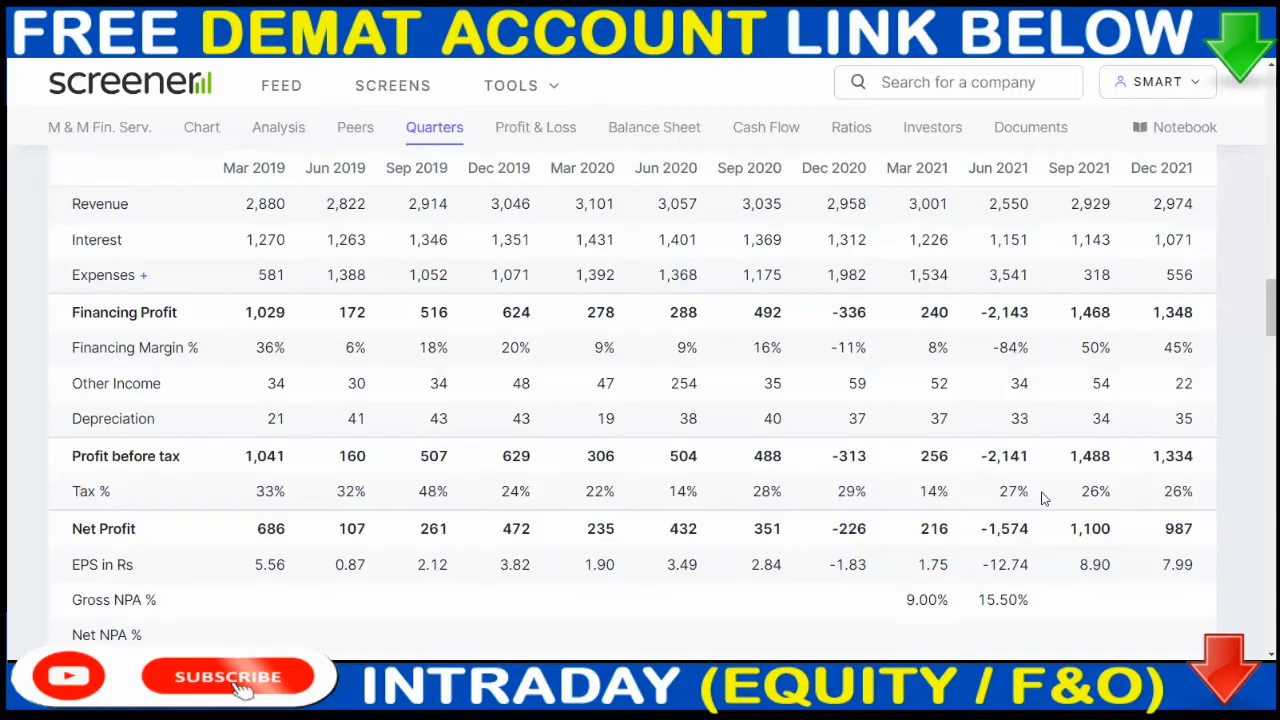 FREE DEMAT ACCOUNT LINK BELOW
screener FEED SCREENS TOOLS Search for a company SMART
M & M Fin. Serv. Chart Analysis Peers Quarters Profit & Loss Balance Sheet Cash Flow Ratios Investors Documents Notebook
Mar 2019 Jun 2019 Sep 2019 Dec 2019 Mar 2020 Jun 2020 Sep 2020 Dec 2020 Mar 2021 Jun 2021 Sep 2021 Dec 2021
Revenue 2,880 2,822 2,914 3,046 3,101 3,057 3,035 2,958 3,001 2,550 2,929 2,974
Interest 1,270 1,263 1,346 1,351 1,431 1,401 1,369 1,312 1,226 1,151 1,143 1,071
Expenses + 581 1,388 1,052 1,071 1,392 1,368 1,175 1,982 1,534 3,541 318 556
Financing Profit 1,029 172 516 624 278 288 492 -336 240 -2,143 1,468 1,348
Financing Margin % 36% 6% 18% 20% 9% 9% 16% -11% 8% -84% 50% 45%
Other Income 34 30 34 48 47 254 35 59 52 34 54 22
Depreciation 21 41 43 43 19 38 40 37 37 33 34 35
Profit before tax 1,041 160 507 629 306 504 488 -313 256 -2,141 1,488 1,334
Tax % 33% 32% 48% 24% 22% 14% 28% 29% 14% 27% 26% 26%
Net Profit 686 107 261 472 235 432 351 -226 216 -1,574 1,100 987
EPS in Rs 5.56 0.87 2.12 3.82 1.90 3.49 2.84 -1.83 1.75 -12.74 8.90 7.99
Gross NPA % 9.00% 15.50%
Net NPA %
SUBSCRIBE
INTRADAY (EQUITY / F&O)